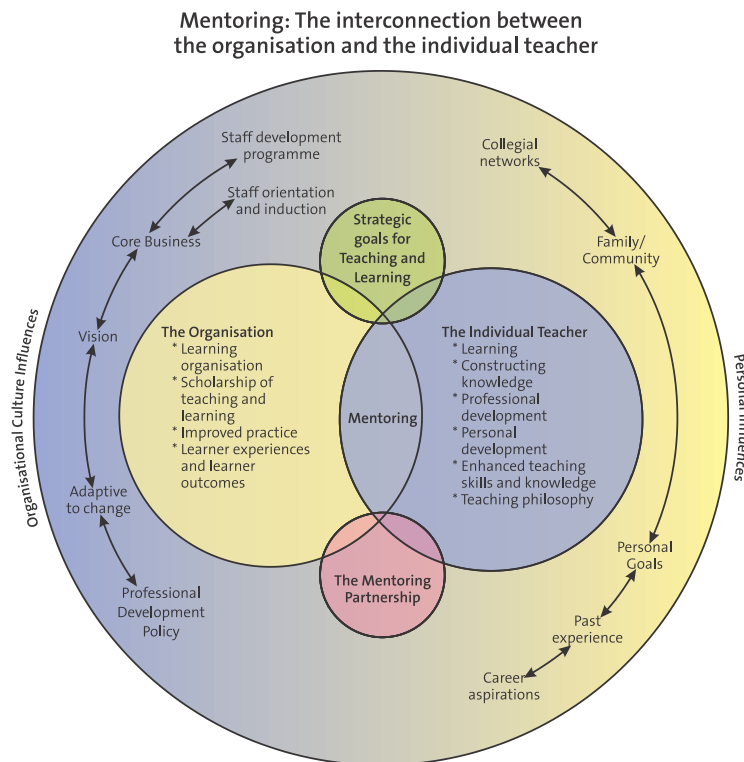 Mentoring: The interconnection between
the organisation and the individual teacher
Staff development
programme
Staff orientation
and induction
Core Business
Vision
Adaptive
to change
Professional
Development
Policy
Organisational Culture Influences
Strategic
goals for
Teaching and
Learning
The Organisation
* Learning
organisation
* Scholarship of
teaching and
learning
* Improved practice
* Learner experiences
and learner
outcomes
Mentoring
The Individual Teacher
* Learning
* Constructing
knowledge
* Professional
development
* Personal
development
* Enhanced teaching
skills and knowledge
* Teaching philosophy
The Mentoring
Partnership
Collegial
networks
Family/
Community
Personal
Goals
Past
experience
Career
aspirations
Personal Influences